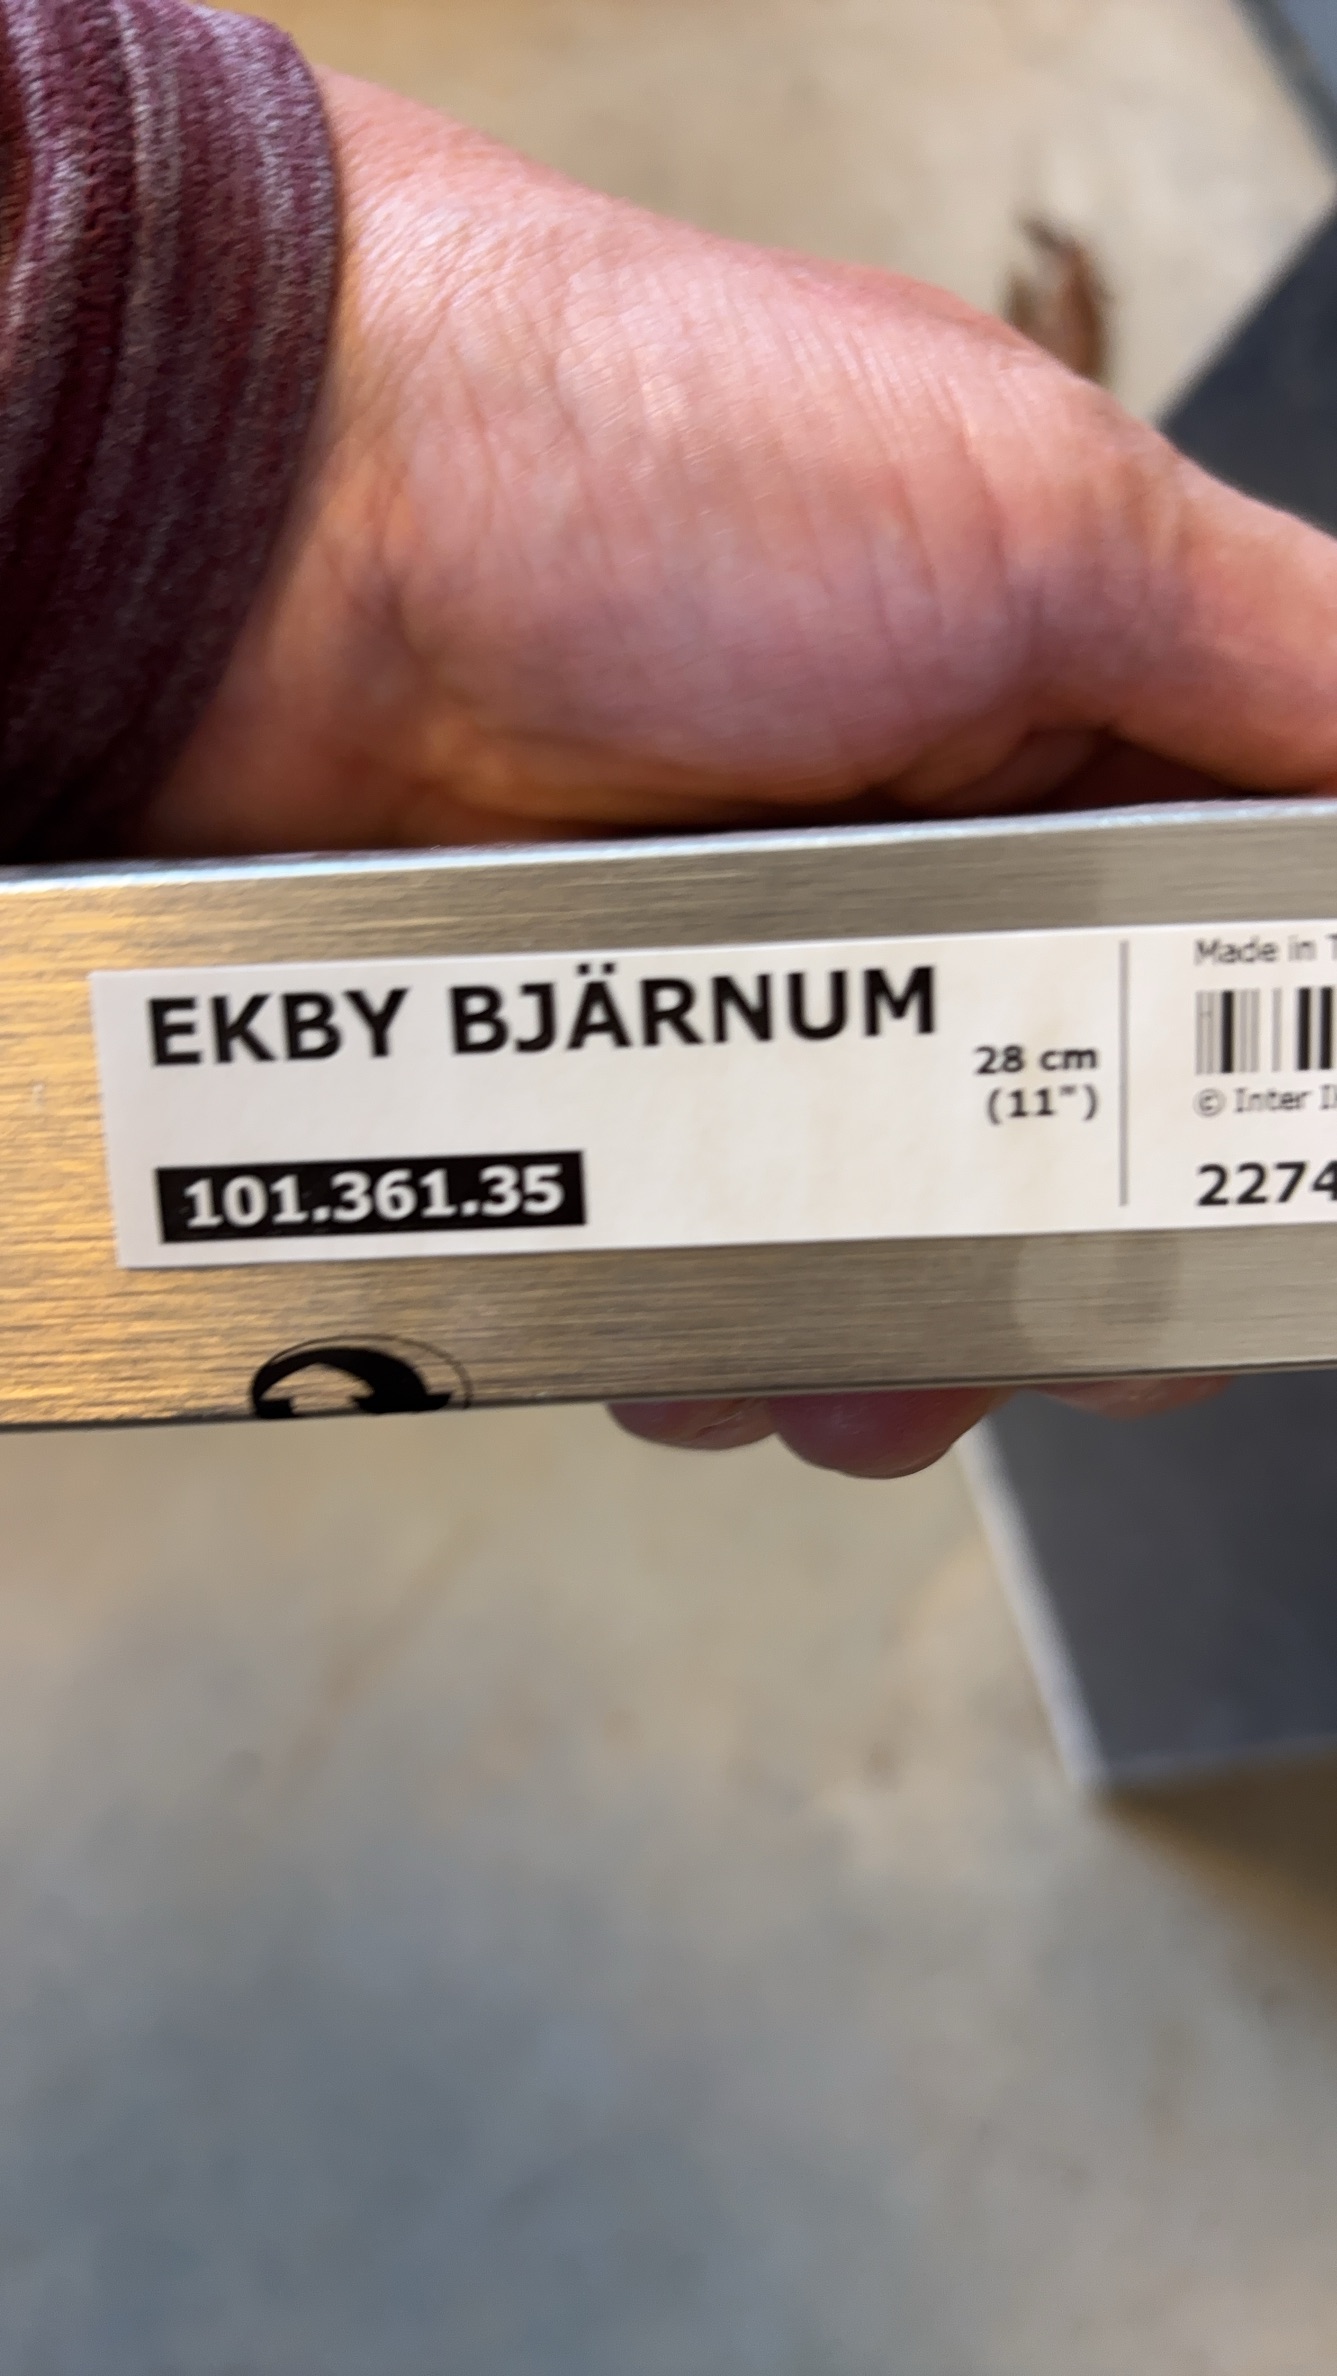 EKBY BJÄRNUM
28 cm
(11")
101.361.35
Made in
© Inter
2274